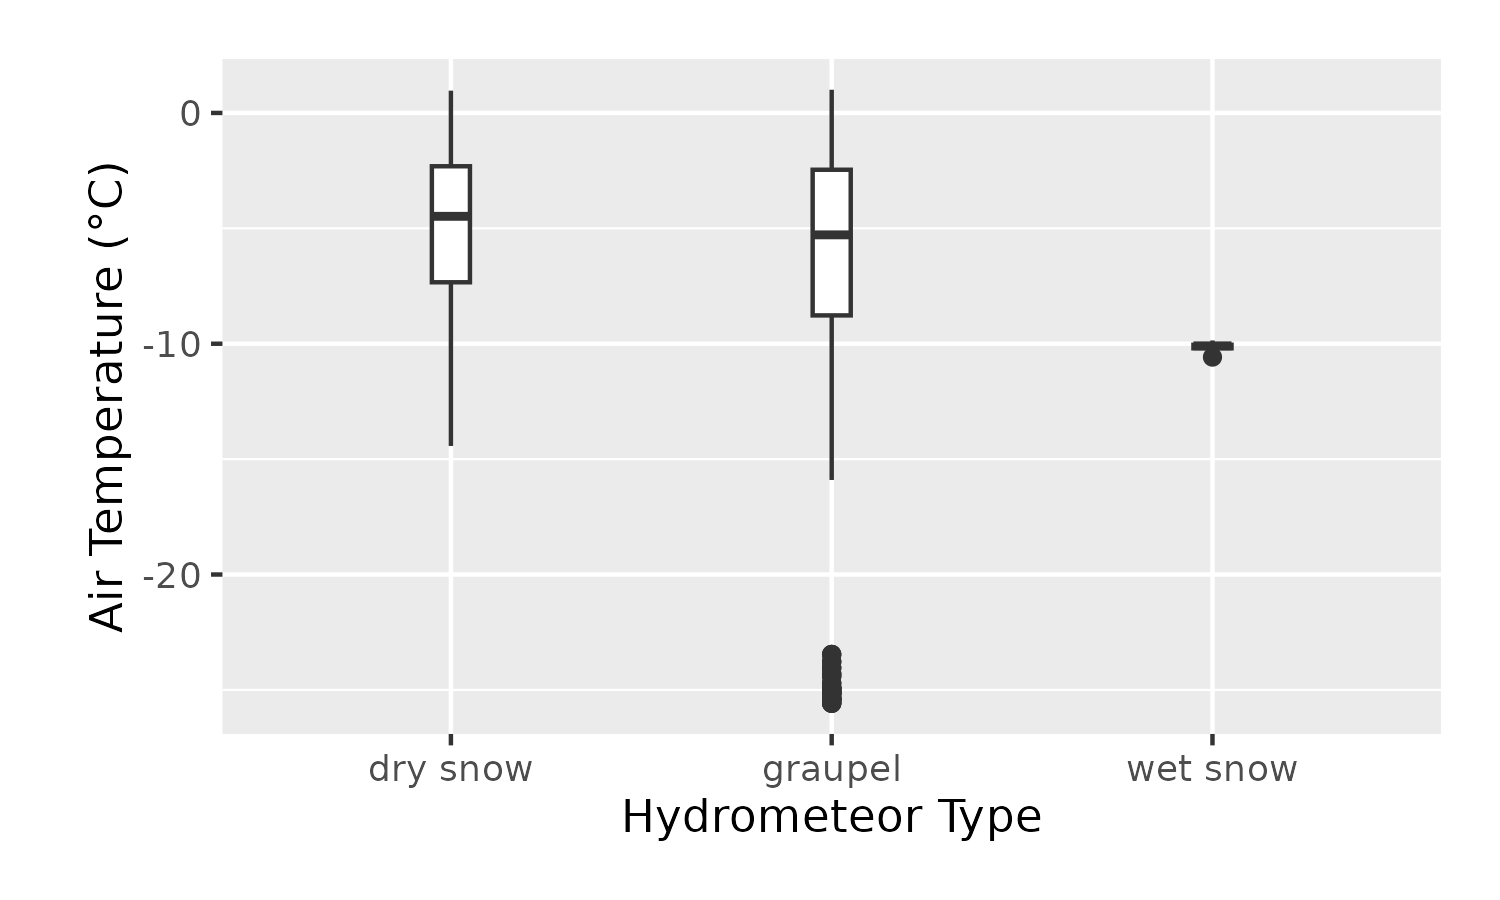 Air Temperature (°C)
0
-10
-20
dry snow graupel wet snow
Hydrometeor Type